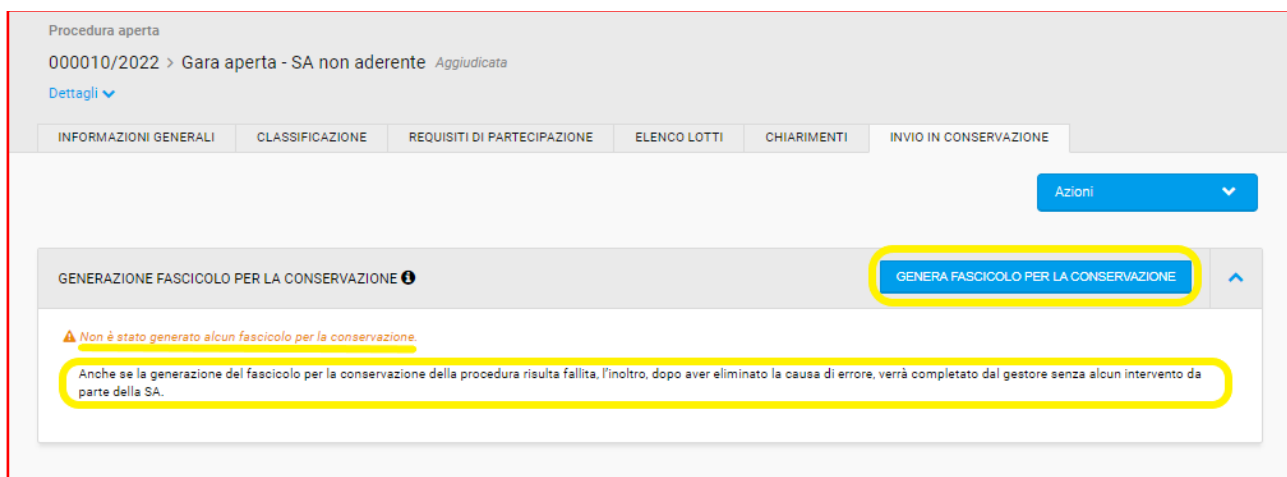 Procedura aperta
000010/2022 > Gara aperta - SA non aderente Aggiudicata
Dettagli
INFORMAZIONI GENERALI CLASSIFICAZIONE REQUISITI DI PARTECIPAZIONE ELENCO LOTTI CHIARIMENTI INVIO IN CONSERVAZIONE
Azioni
GENERAZIONE FASCICOLO PER LA CONSERVAZIONE GENERA FASCICOLO PER LA CONSERVAZIONE
Non è stato generato alcun fascicolo per la conservazione.
Anche se la generazione del fascicolo per la conservazione della procedura risulta fallita, l'inoltro, dopo aver eliminato la causa di errore, verrà completato dal gestore senza alcun intervento da
parte della SA.